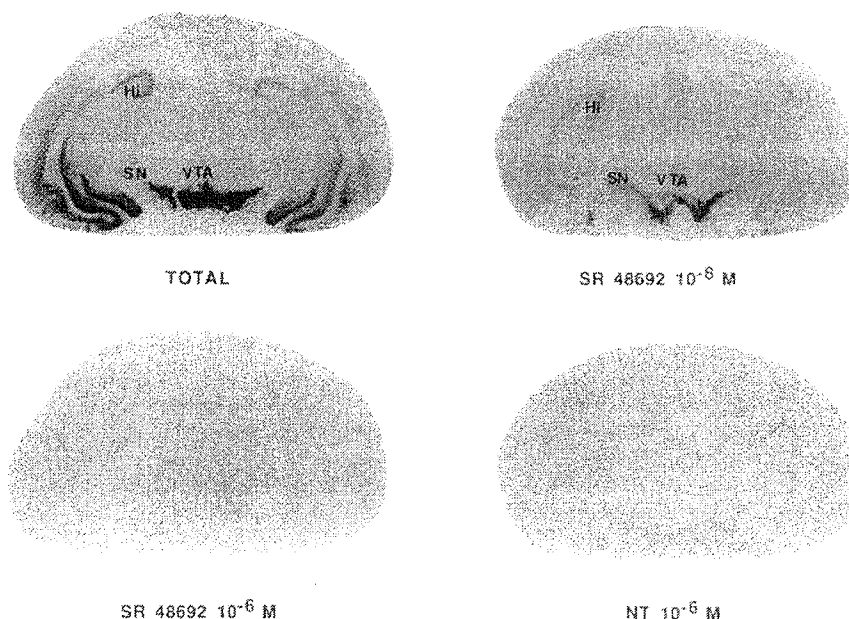 Hi
SN VTA
TOTAL
Hi
SN VTA
SR 48692 10⁻⁸ M
SR 48692 10⁻⁶ M
NT 10⁻⁶ M